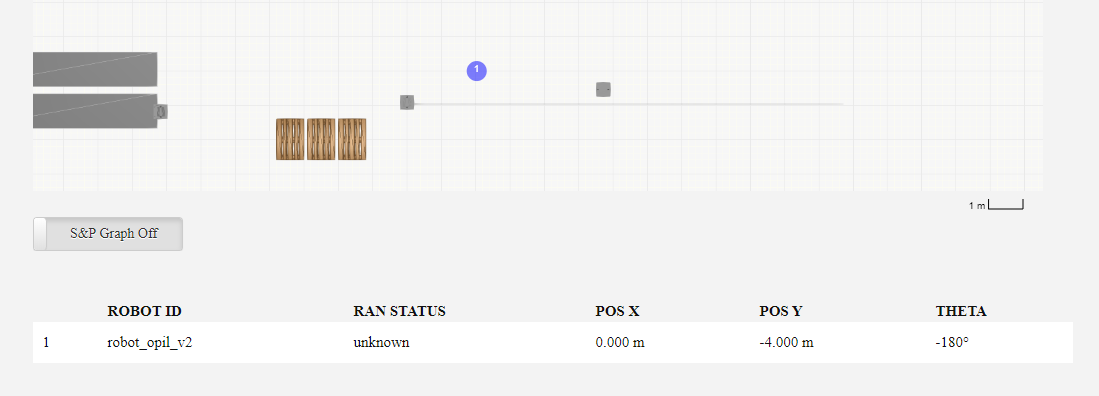 1
1 m
S&P Graph Off
ROBOT ID RAN STATUS POS X POS Y THETA
1 robot_opil_v2 unknown 0.000 m -4.000 m -180°